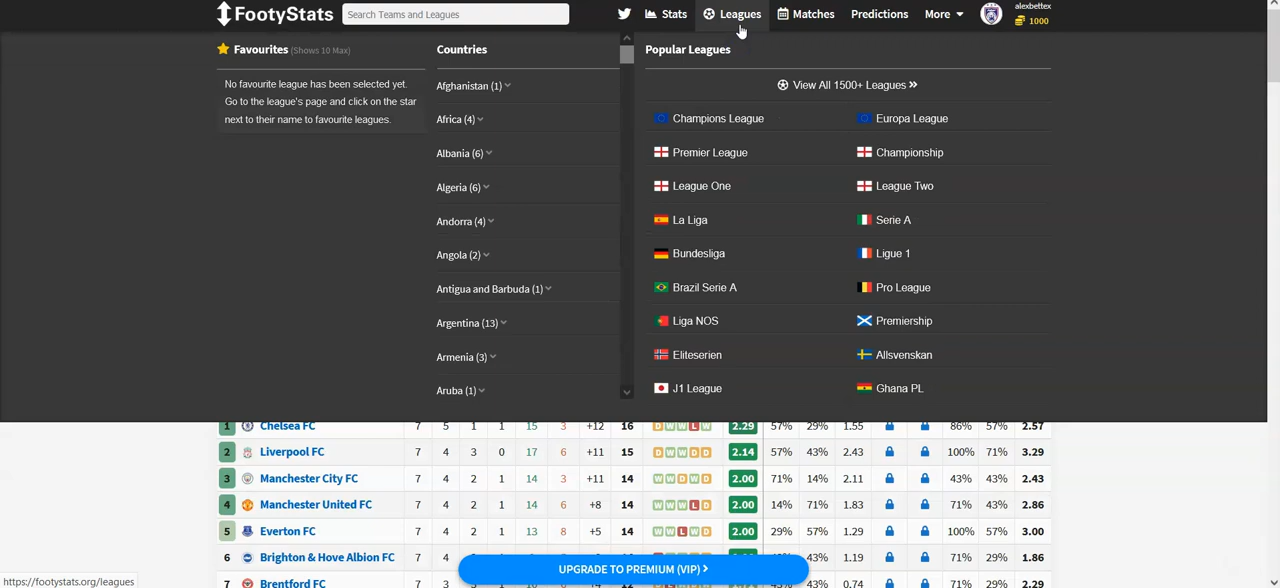 FootyStats
Search Teams and Leagues
Stats
Leagues
Matches
Predictions
More
alexbettex
1000
Favourites (Shows 10 Max)
No favourite league has been selected yet.
Go to the league's page and click on the star
next to their name to favourite leagues.
Countries
Afghanistan (1)
Africa (4)
Albania (6)
Algeria (6)
Andorra (4)
Angola (2)
Antigua and Barbuda (1)
Argentina (13)
Armenia (3)
Aruba (1)
Popular Leagues
View All 1500+ Leagues »
Champions League Europa League
Premier League Championship
League One League Two
La Liga Serie A
Bundesliga Ligue 1
Brazil Serie A Pro League
Liga NOS Premiership
Eliteserien Allsvenskan
J1 League Ghana PL
1 Chelsea FC 7 5 1 1 15 3 +12 16 D W W L W 2.29 57% 29% 1.55 86% 57% 2.57
2 Liverpool FC 7 4 3 0 17 6 +11 15 D W W D D 2.14 57% 43% 2.43 100% 71% 3.29
3 Manchester City FC 7 4 2 1 14 3 +11 14 W W D W D 2.00 71% 14% 2.11 43% 43% 2.43
4 Manchester United FC 7 4 2 1 14 6 +8 14 D W W L D 2.00 14% 71% 1.83 71% 43% 2.86
5 Everton FC 7 4 2 1 13 8 +5 14 W W L W D 2.00 29% 57% 1.29 100% 57% 3.00
6 Brighton & Hove Albion FC 7 4 43% 1.19 71% 29% 1.86
7 Brentford FC 7 43% 0.74 71% 57% 2.29
UPGRADE TO PREMIUM (VIP)
https://footystats.org/leagues